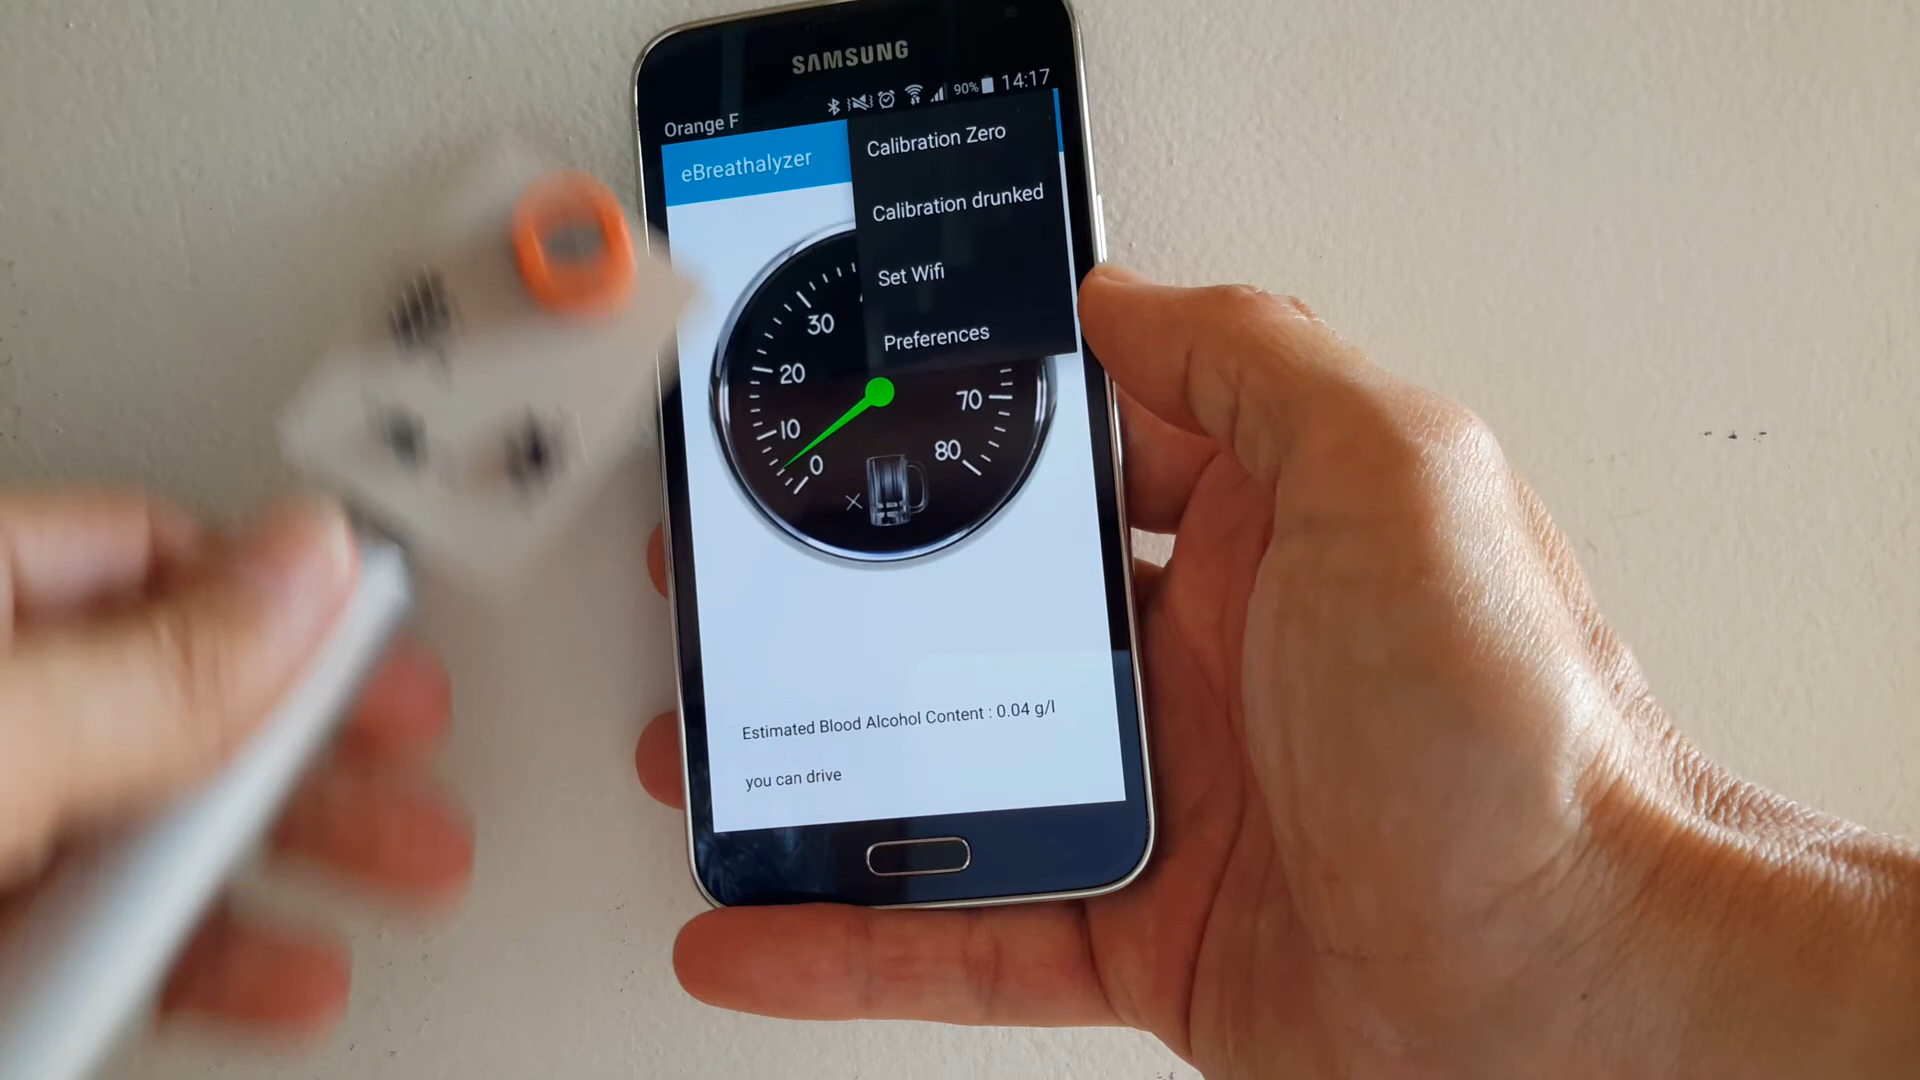 SAMSUNG
Orange F
90%
14:17
eBreathalyzer
Calibration Zero
Calibration drunked
Set Wifi
Preferences
30
20
10
0
70
80
×
Estimated Blood Alcohol Content : 0.04 g/l
you can drive